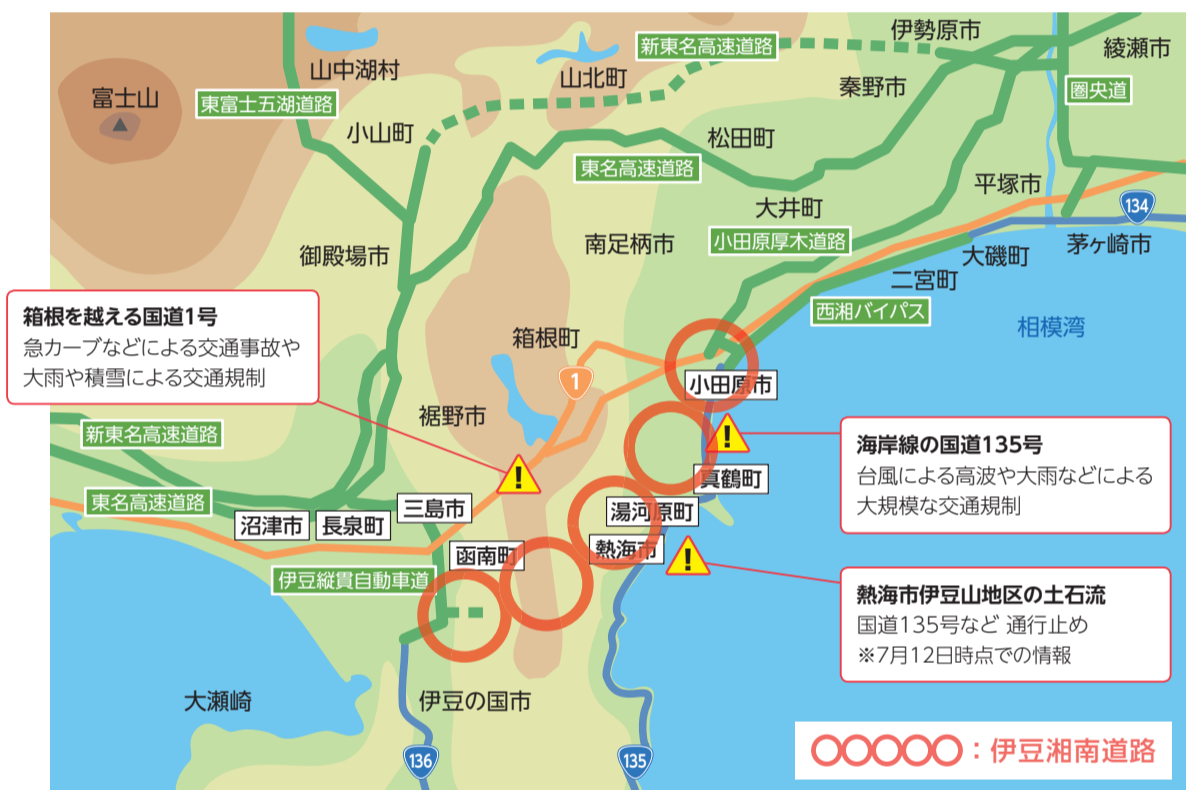 伊勢原市
新東名高速道路
綾瀬市
山中湖村
山北町
富士山
東富士五湖道路
秦野市
圏央道
小山町
松田町
東名高速道路
平塚市
134
大井町
御殿場市
南足柄市
小田原厚木道路
大磯町
茅ヶ崎市
二宮町
西湘バイパス
相模湾
箱根を越える国道1号
急カーブなどによる交通事故や
大雨や積雪による交通規制
箱根町
1
小田原市
裾野市
新東名高速道路
海岸線の国道135号
台風による高波や大雨などによる
大規模な交通規制
!
!
真鶴町
東名高速道路
三島市
湯河原町
沼津市
長泉町
熱海市
函南町
!
伊豆縦貫自動車道
熱海市伊豆山地区の土石流
国道135号など 通行止め
※7月12日時点での情報
大瀬崎
伊豆の国市
136
135
:伊豆湘南道路